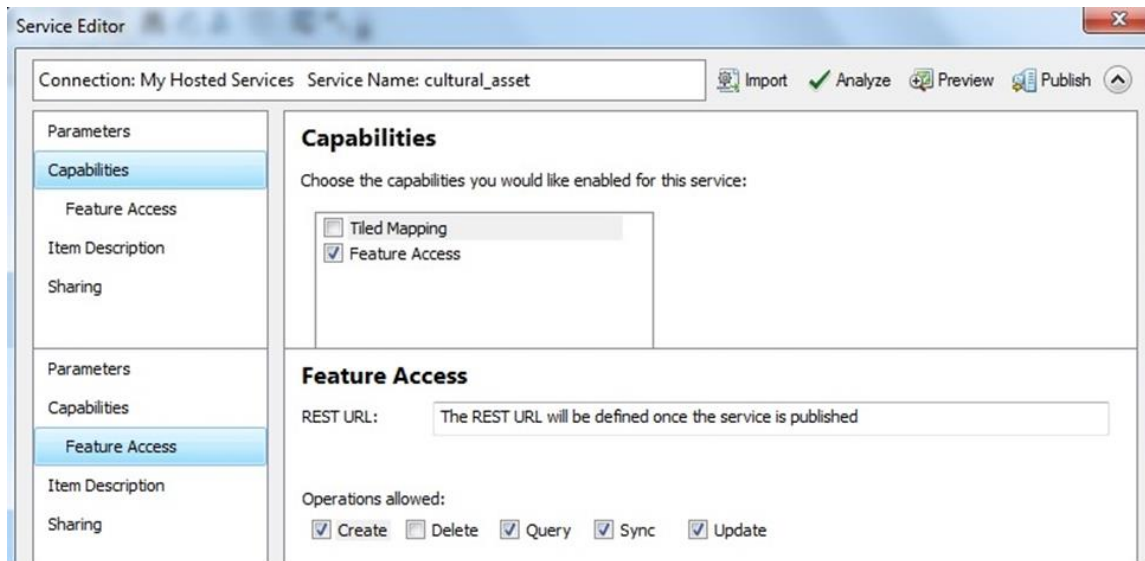 Service Editor
Connection: My Hosted Services Service Name: cultural_asset
Import Analyze Preview Publish
Parameters
Capabilities
Feature Access
Item Description
Sharing
Capabilities
Choose the capabilities you would like enabled for this service:
Tiled Mapping
Feature Access
Parameters
Capabilities
Feature Access
Item Description
Sharing
Feature Access
REST URL: The REST URL will be defined once the service is published
Operations allowed:
Create Delete Query Sync Update